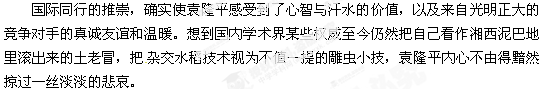 国际同行的推崇，确实使袁隆平感受到了心智与汗水的价值，以及来自光明正大的
竞争对手的真诚友谊和温暖。想到国内学术界某些权威至今仍然把自己看作湘西泥巴地
里滚出来的土老冒，把 杂交水稻技术视为不值一提的雕虫小技，袁隆平内心不由得黯然
掠过一丝淡淡的悲哀。